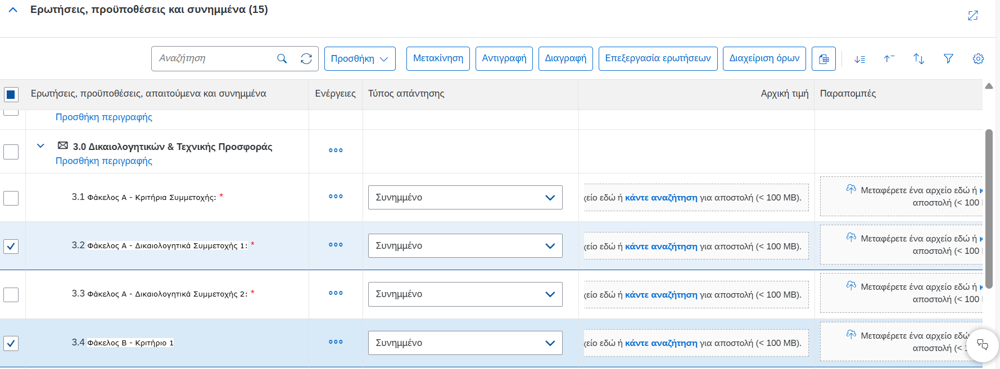 Ερωτήσεις, προϋποθέσεις και συνημμένα (15)
Αναζήτηση
Προσθήκη
Μετακίνηση
Αντιγραφή
Διαγραφή
Επεξεργασία ερωτήσεων
Διαχείριση όρων
Ερωτήσεις, προϋποθέσεις, απαιτούμενα και συνημμένα
Ενέργειες
Τύπος απάντησης
Αρχική τιμή
Παραπομπές
Προσθήκη περιγραφής
3.0 Δικαιολογητικών & Τεχνικής Προσφοράς
Προσθήκη περιγραφής
3.1 Φάκελος Α - Κριτήρια Συμμετοχής: *
Συνημμένο
εδώ ή κάντε αναζήτηση για αποστολή (< 100 MB).
Μεταφέρετε ένα αρχείο εδώ ή
αποστολή (< 100
3.2 Φάκελος Α - Δικαιολογητικά Συμμετοχής 1: *
Συνημμένο
εδώ ή κάντε αναζήτηση για αποστολή (< 100 MB).
Μεταφέρετε ένα αρχείο εδώ ή
αποστολή (< 100
3.3 Φάκελος Α - Δικαιολογητικά Συμμετοχής 2: *
Συνημμένο
εδώ ή κάντε αναζήτηση για αποστολή (< 100 MB).
Μεταφέρετε ένα αρχείο εδώ ή
αποστολή (< 100
3.4 Φάκελος Β - Κριτήριο 1
Συνημμένο
εδώ ή κάντε αναζήτηση για αποστολή (< 100 MB).
Μεταφέρετε ένα αρχείο εδώ
αποστολή (<